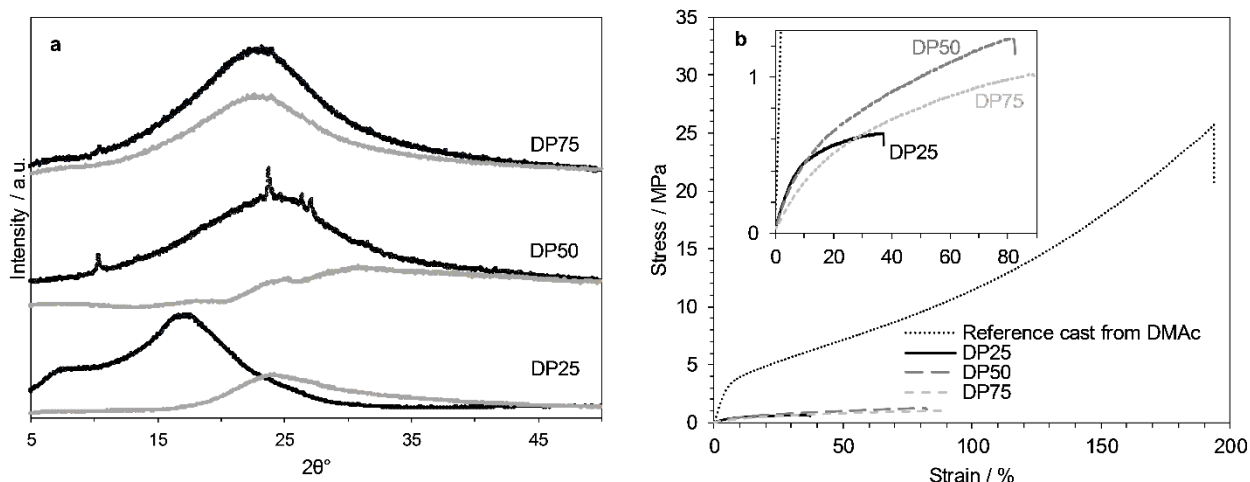 a
DP75
DP50
DP25
Intensity / a.u.
5 15 25 35 45
2θ°
b
35
30
25
20
15
10
5
0
Stress / MPa
1
0
DP50
DP75
DP25
0 20 40 60 80
Reference cast from DMAc
DP25
DP50
DP75
0 50 100 150 200
Strain / %